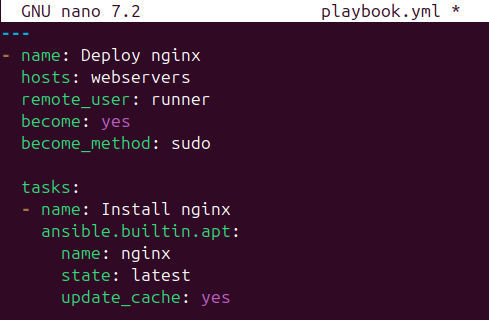 GNU nano 7.2 playbook.yml *
---
- name: Deploy nginx
  hosts: webservers
  remote_user: runner
  become: yes
  become_method: sudo

  tasks:
  - name: Install nginx
    ansible.builtin.apt:
      name: nginx
      state: latest
      update_cache: yes